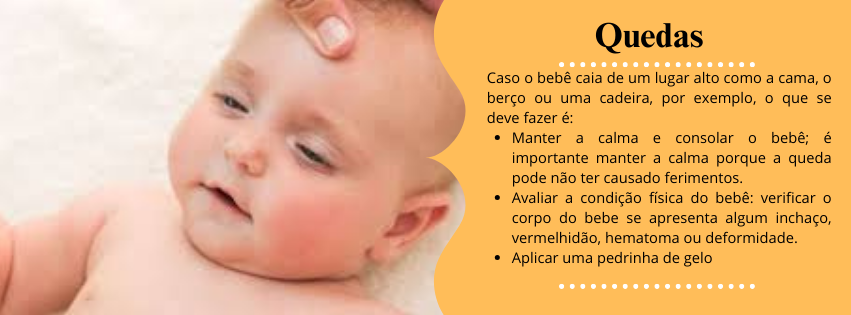 Quedas
Caso o bebê caia de um lugar alto como a cama, o
berço ou uma cadeira, por exemplo, o que se
deve fazer é:
• Manter a calma e consolar o bebê; é
importante manter a calma porque a queda
pode não ter causado ferimentos.
• Avaliar a condição física do bebê: verificar o
corpo do bebe se apresenta algum inchaço,
vermelhidão, hematoma ou deformidade.
• Aplicar uma pedrinha de gelo